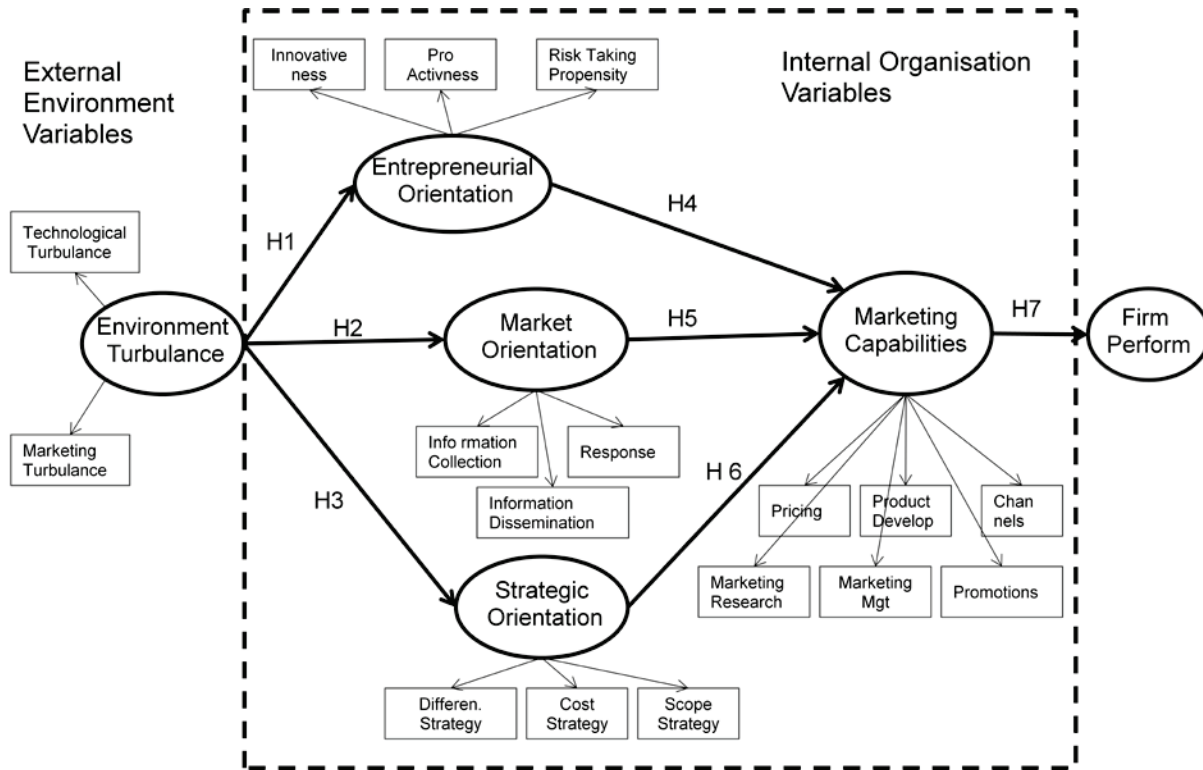 External
Environment
Variables
Innovative
ness
Pro
Activness
Risk Taking
Propensity
Internal Organisation
Variables
Entrepreneurial
Orientation
Technological
Turbulance
H1
H4
Environment
Turbulance
H2
Market
Orientation
H5
Marketing
Capabilities
H7
Firm
Perform
Marketing
Turbulance
Info rmation
Collection
Response
Information
Dissemination
H3
H 6
Pricing
Product
Develop
Chan
nels
Marketing
Research
Marketing
Mgt
Promotions
Strategic
Orientation
Differen.
Strategy
Cost
Strategy
Scope
Strategy